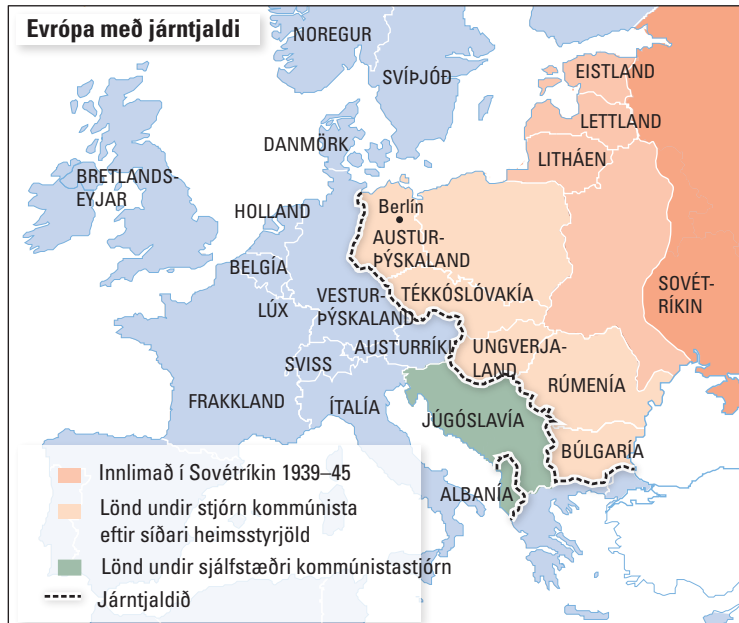 Evrópa með járntjaldi
NOREGUR
SVÍÞJÓÐ
EISTLAND
LETTLAND
DANMÖRK
LITHÁEN
BRETLANDS-
EYJAR
HOLLAND
Berlín
AUSTUR-
ÞÝSKALAND
BELGÍA
TÉKKÓSLÓVAKÍA
SOVÉT-
RÍKIN
LÚX
VESTUR-
ÞÝSKALAND
AUSTURRÍKI
UNGVERJA-
LAND
SVISS
RÚMENÍA
FRAKKLAND
ÍTALÍA
JÚGÓSLAVÍA
BÚLGARÍA
ALBANÍA
Innlimað í Sovétríkin 1939–45
Lönd undir stjórn kommúnista
eftir síðari heimsstyrjöld
Lönd undir sjálfstæðri kommúnistastjórn
Járntjaldið